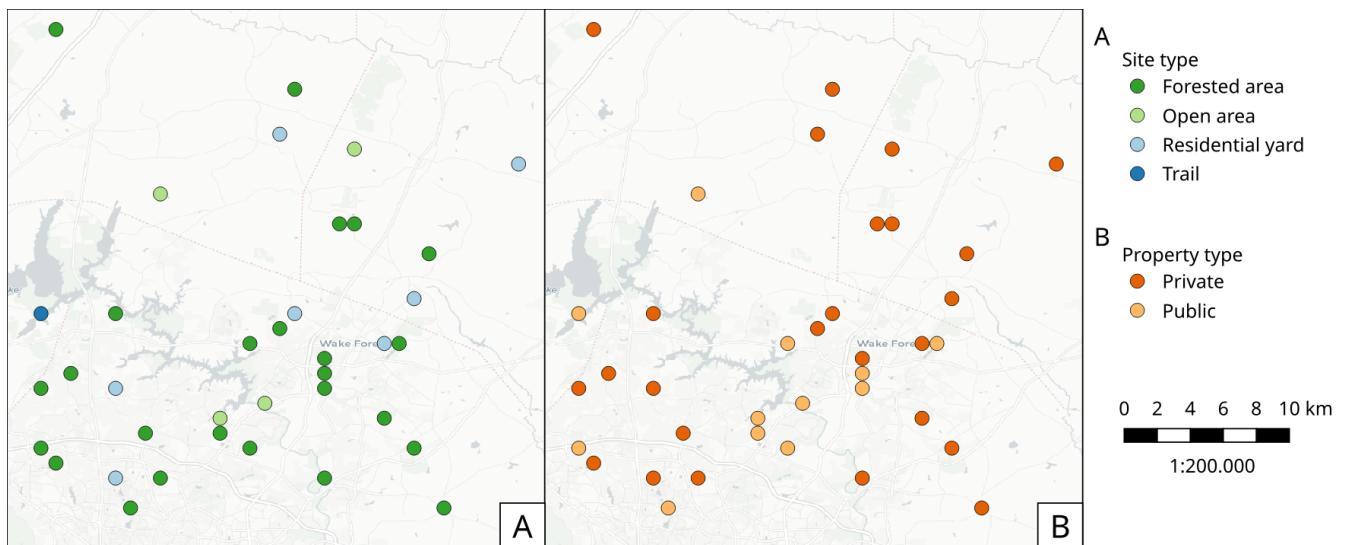 A
Site type
Forested area
Open area
Residential yard
Trail
B
Property type
Private
Public
0 2 4 6 8 10 km
1:200.000
ke
Wake Fore
Wake Fore
A
B